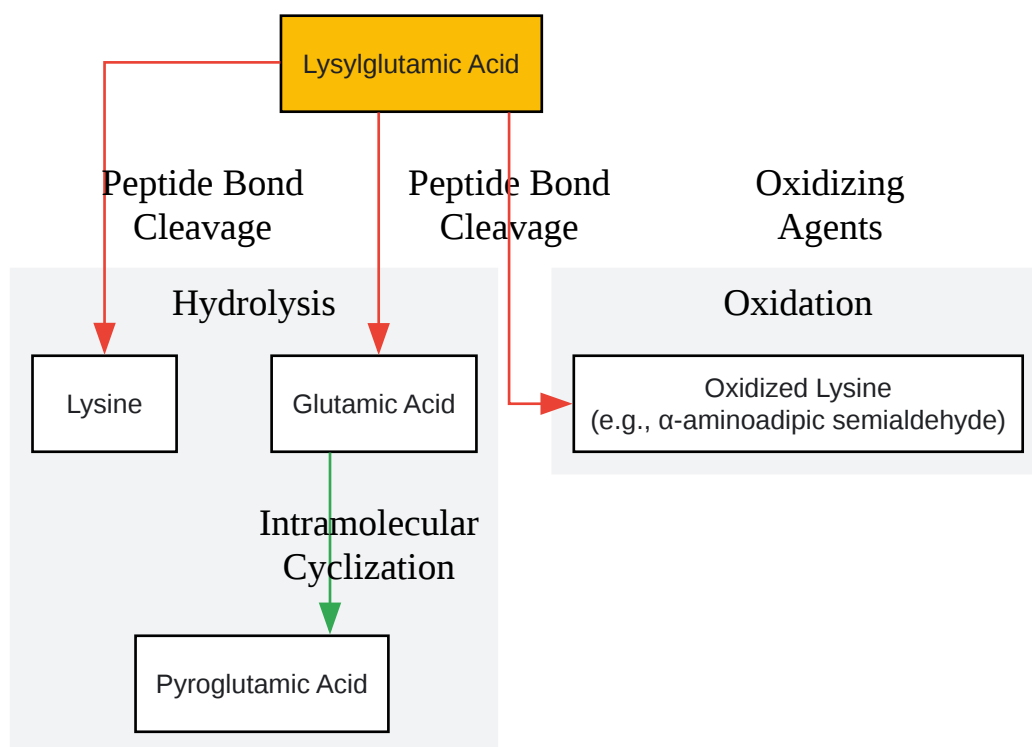 Lysylglutamic Acid
Peptide Bond
Cleavage
Peptide Bond
Cleavage
Oxidizing
Agents
Hydrolysis
Oxidation
Lysine
Glutamic Acid
Oxidized Lysine
(e.g., α-aminoadipic semialdehyde)
Intramolecular
Cyclization
Pyroglutamic Acid